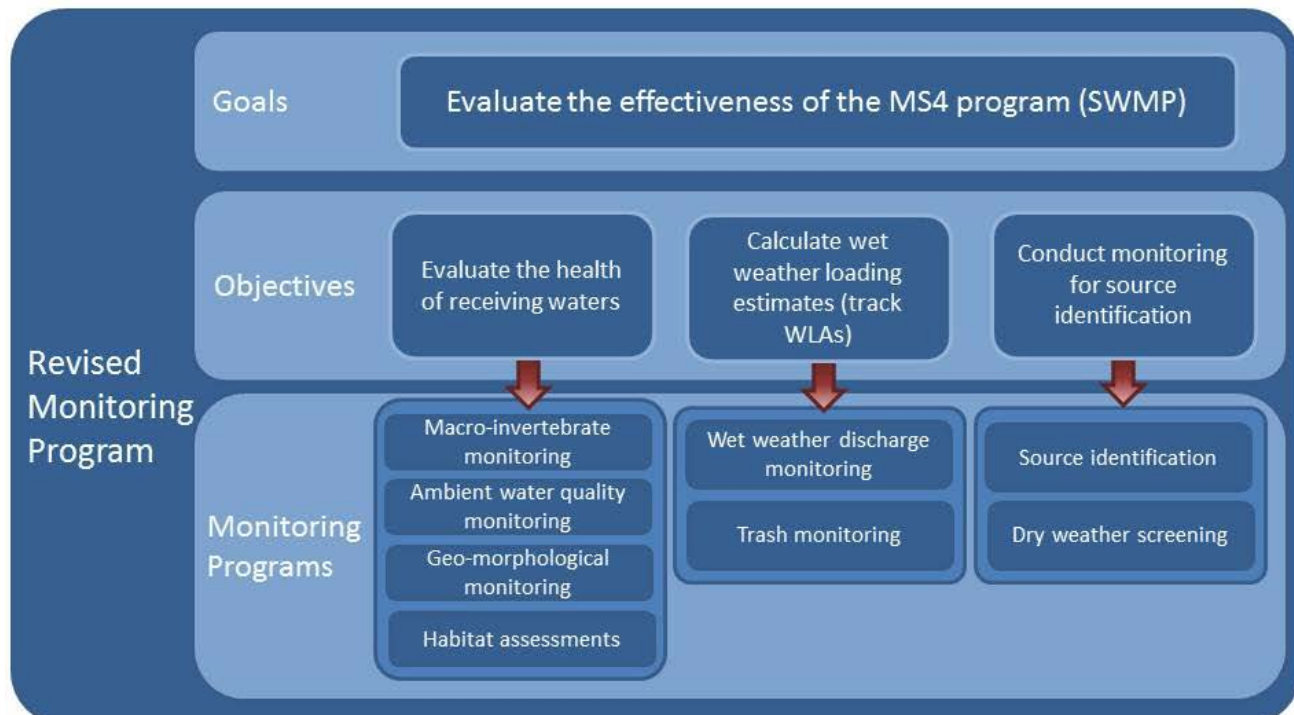 Revised
Monitoring
Program
Goals
Evaluate the effectiveness of the MS4 program (SWMP)
Objectives
Evaluate the health
of receiving waters
Calculate wet
weather loading
estimates (track
WLAs)
Conduct monitoring
for source
identification
Monitoring
Programs
Macro-invertebrate
monitoring
Ambient water quality
monitoring
Geo-morphological
monitoring
Habitat assessments
Wet weather discharge
monitoring
Trash monitoring
Source identification
Dry weather screening